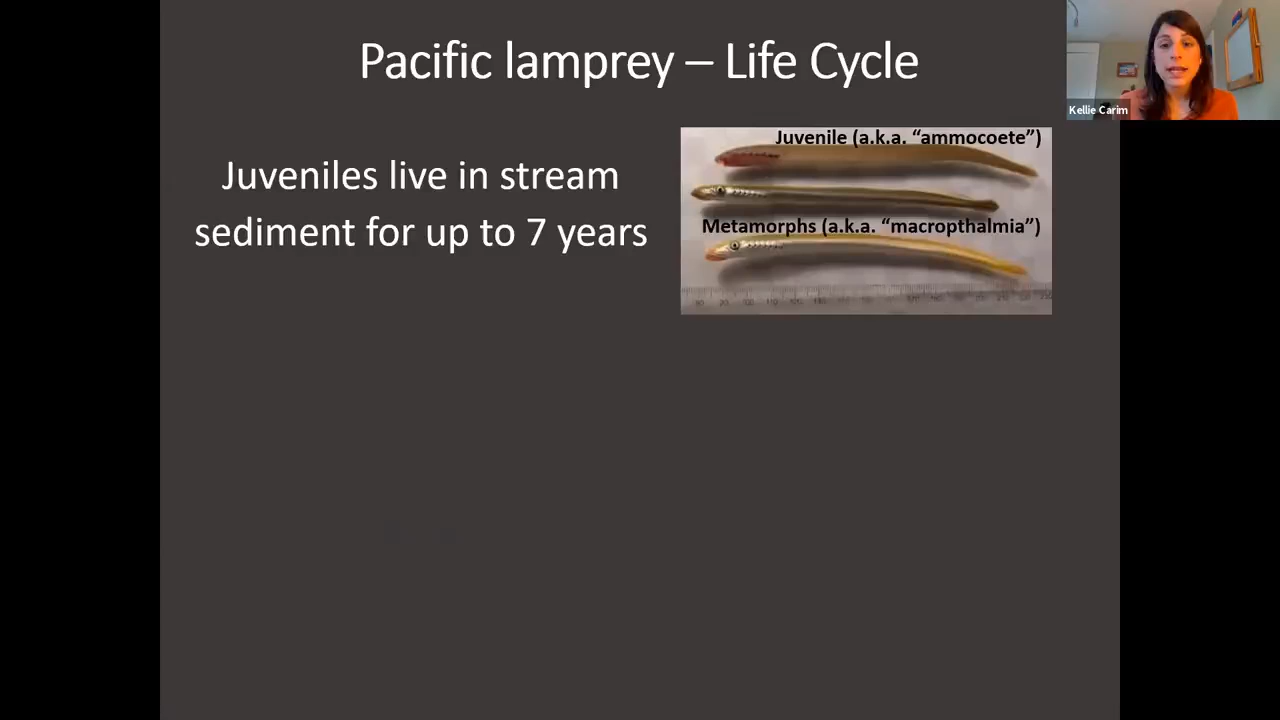 Pacific lamprey – Life Cycle
Kellie Carim
Juveniles live in stream
sediment for up to 7 years
Juvenile (a.k.a. “ammocoete”)
Metamorphs (a.k.a. “macropthalmia”)